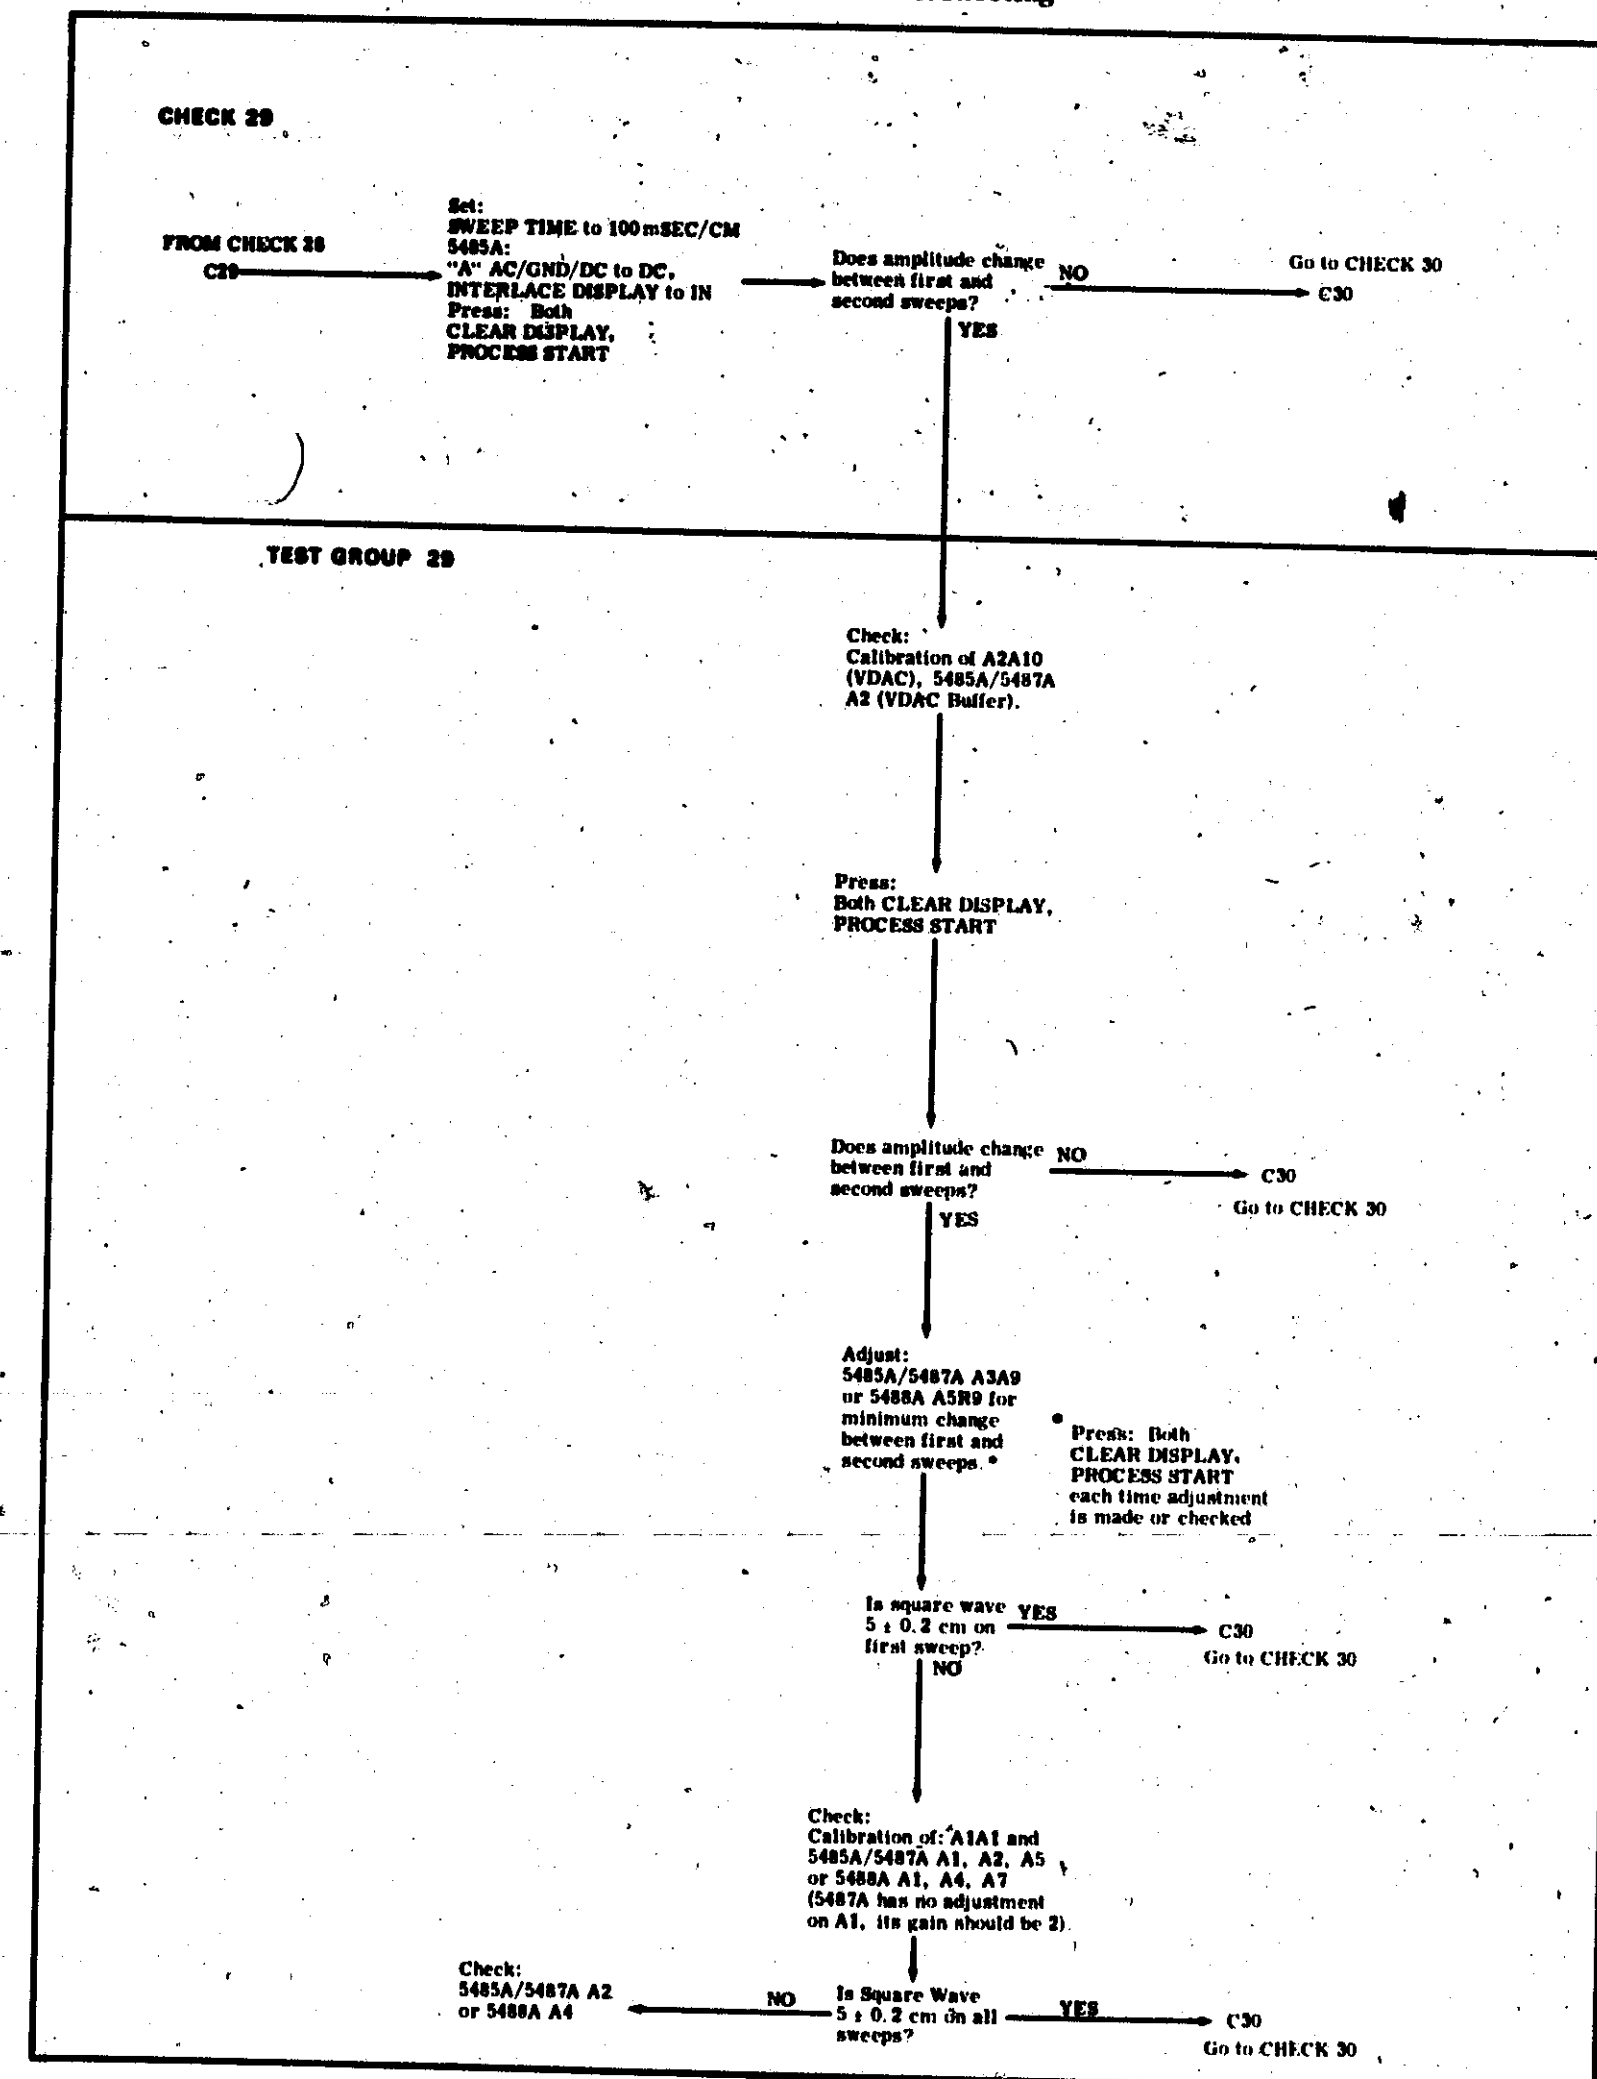 CHECK 29
FROM CHECK 28
C29
Set:
SWEEP TIME to 100mSEC/CM
5485A:
"A" AC/GND/DC to DC,
INTERLACE DISPLAY to IN
Press: Both
CLEAR DISPLAY,
PROCESS START
Does amplitude change
between first and
second sweeps?
NO
Go to CHECK 30
C30
YES
TEST GROUP 29
Check:
Calibration of A2A10
(VDAC), 5485A/5487A
A2 (VDAC Buffer).
Press:
Both CLEAR DISPLAY,
PROCESS START
Does amplitude change
between first and
second sweeps?
NO
C30
Go to CHECK 30
YES
Adjust:
5485A/5487A A3A9
or 5488A A5R9 for
minimum change
between first and
second sweeps. *
* Press: Both
CLEAR DISPLAY,
PROCESS START
each time adjustment
is made or checked
Is square wave
5 ± 0.2 cm on
first sweep?
YES
C30
Go to CHECK 30
NO
Check:
Calibration of: A1A1 and
5485A/5487A A1, A2, A5
or 5488A A1, A4, A7
(5487A has no adjustment
on A1, its gain should be 2).
Is Square Wave
5 ± 0.2 cm on all
sweeps?
NO
Check:
5485A/5487A A2
or 5488A A4
YES
C30
Go to CHECK 30